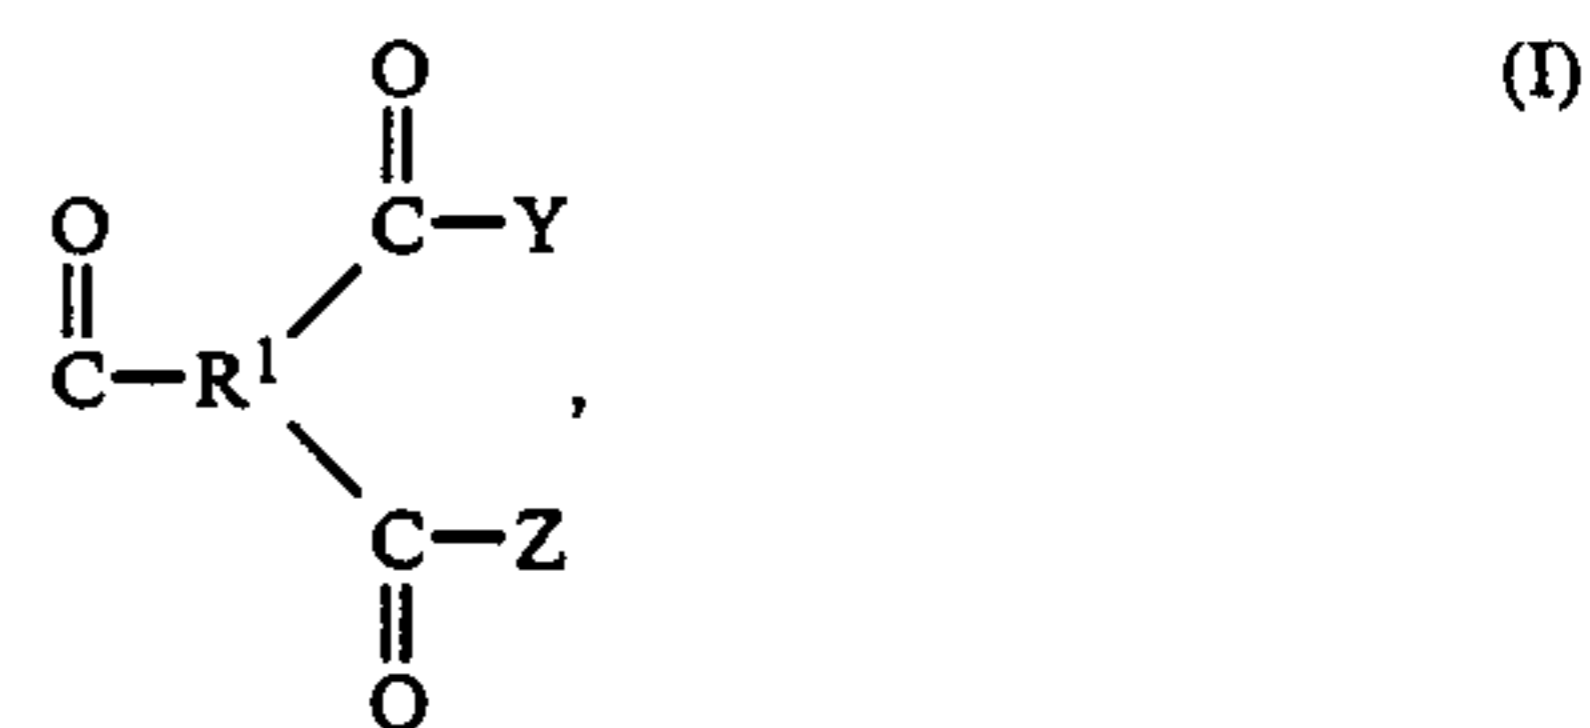 O (I)
O C—Y
C—R¹ ,
C—Z
O